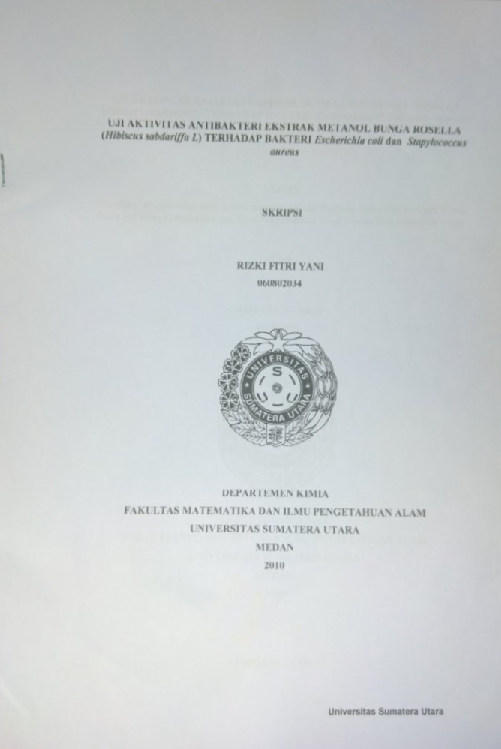 UJI AKTIVITAS ANTIBAKTERI EKSTRAK METANOL BUNGA ROSELLA
(Hibiscus sabdariffa L) TERHADAP BAKTERI Escherichia coli dan Stapylococcus
aureus
SKRIPSI
RIZKI FITRI YANI
060802034
UNIVERSITAS
S
U U
SUMATERA UTARA
DEPARTEMEN KIMIA
FAKULTAS MATEMATIKA DAN ILMU PENGETAHUAN ALAM
UNIVERSITAS SUMATERA UTARA
MEDAN
2010
Universitas Sumatera Utara